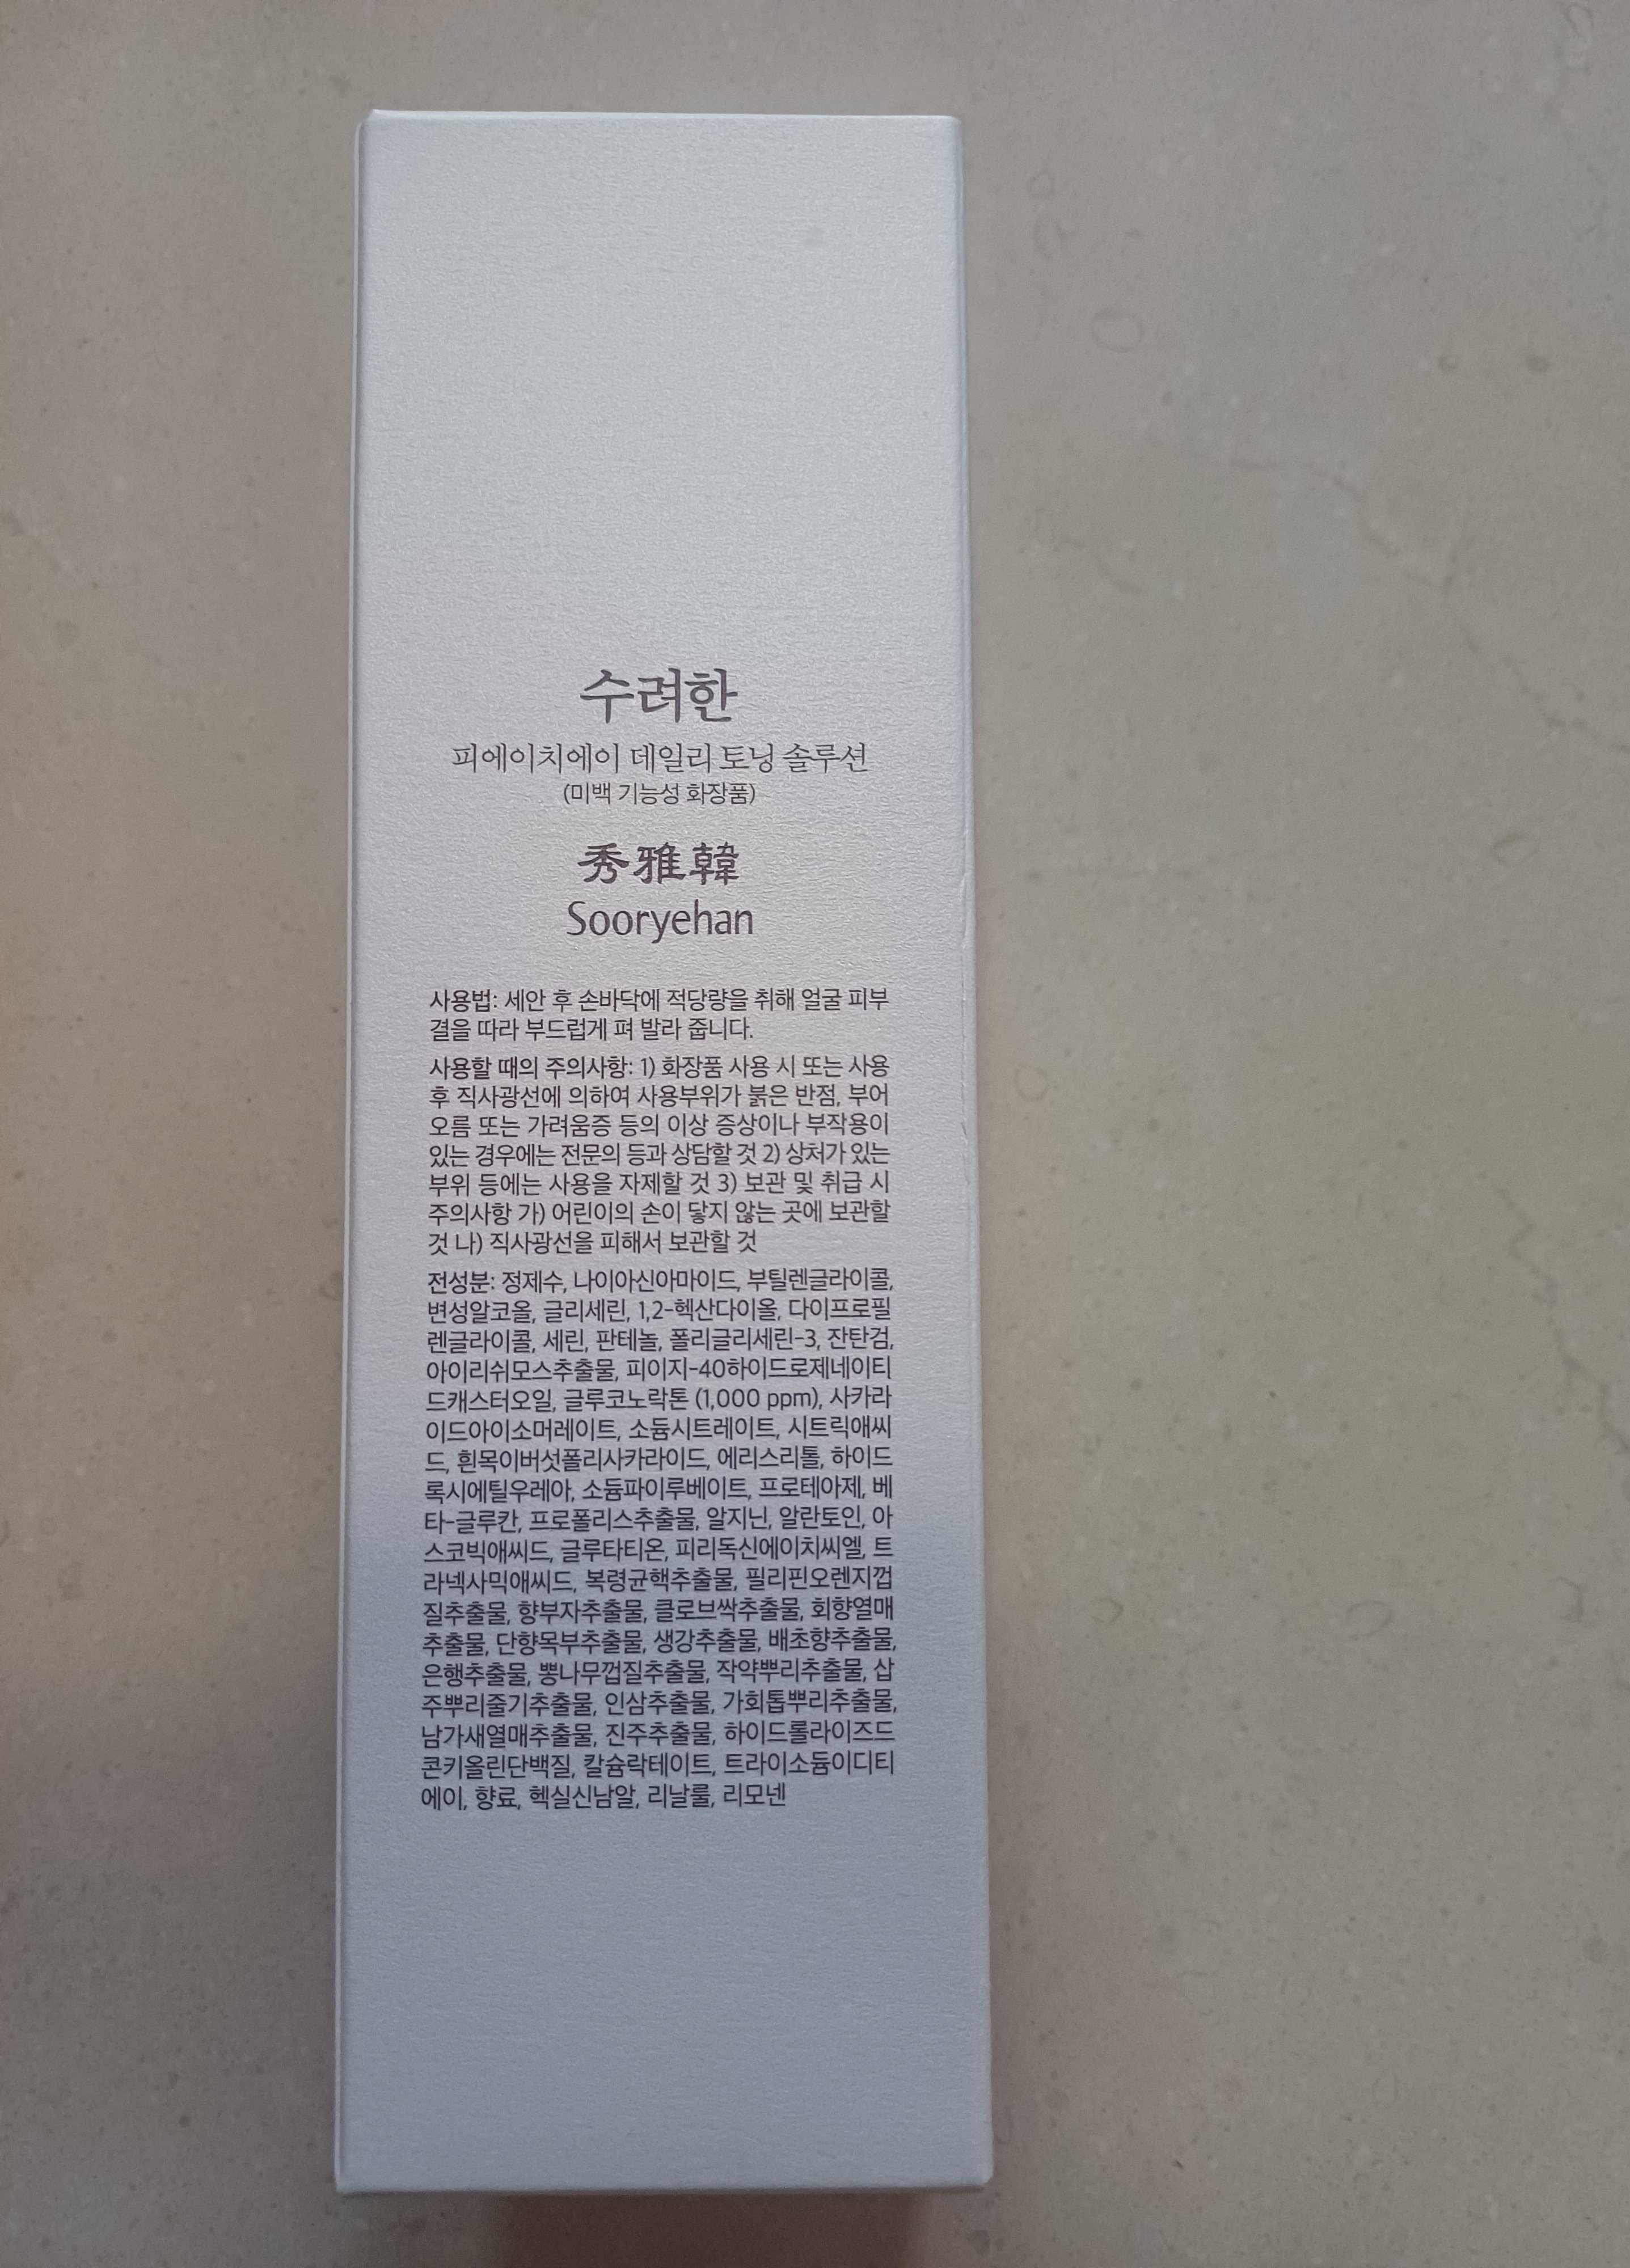 수려한
피에이치에이 데일리 토닝 솔루션
(미백 기능성 화장품)
秀雅韓
Sooryehan
사용법: 세안 후 손바닥에 적당량을 취해 얼굴 피부
결을 따라 부드럽게 펴 발라 줍니다.
사용할 때의 주의사항: 1) 화장품 사용 시 또는 사용
후 직사광선에 의하여 사용부위가 붉은 반점, 부어
오름 또는 가려움증 등의 이상 증상이나 부작용이
있는 경우에는 전문의 등과 상담할 것 2) 상처가 있는
부위 등에는 사용을 자제할 것 3) 보관 및 취급 시
주의사항 가) 어린이의 손이 닿지 않는 곳에 보관할
것 나) 직사광선을 피해서 보관할 것
전성분: 정제수, 나이아신아마이드, 부틸렌글라이콜,
변성알코올, 글리세린, 1,2-헥산다이올, 다이프로필
렌글라이콜, 세린, 판테놀, 폴리글리세린-3, 잔탄검,
아이리쉬모스추출물, 피이지-40하이드로제네이티
드캐스터오일, 글루코노락톤 (1,000 ppm), 사카라
이드아이소머레이트, 소듐시트레이트, 시트릭애씨
드, 흰목이버섯폴리사카라이드, 에리스리톨, 하이드
록시에틸우레아, 소듐파이루베이트, 프로테아제, 베
타-글루칸, 프로폴리스추출물, 알지닌, 알란토인, 아
스코빅애씨드, 글루타티온, 피리독신에이치씨엘, 트
라넥사믹애씨드, 복령균핵추출물, 필리핀오렌지껍
질추출물, 향부자추출물, 클로브싹추출물, 회향열매
추출물, 단향목부추출물, 생강추출물, 배초향추출물,
은행추출물, 뽕나무껍질추출물, 작약뿌리추출물, 삽
주뿌리줄기추출물, 인삼추출물, 가회톱뿌리추출물,
남가새열매추출물, 진주추출물, 하이드롤라이즈드
콘키올린단백질, 칼슘락테이트, 트라이소듐이디티
에이, 향료, 헥실신남알, 리날룰, 리모넨